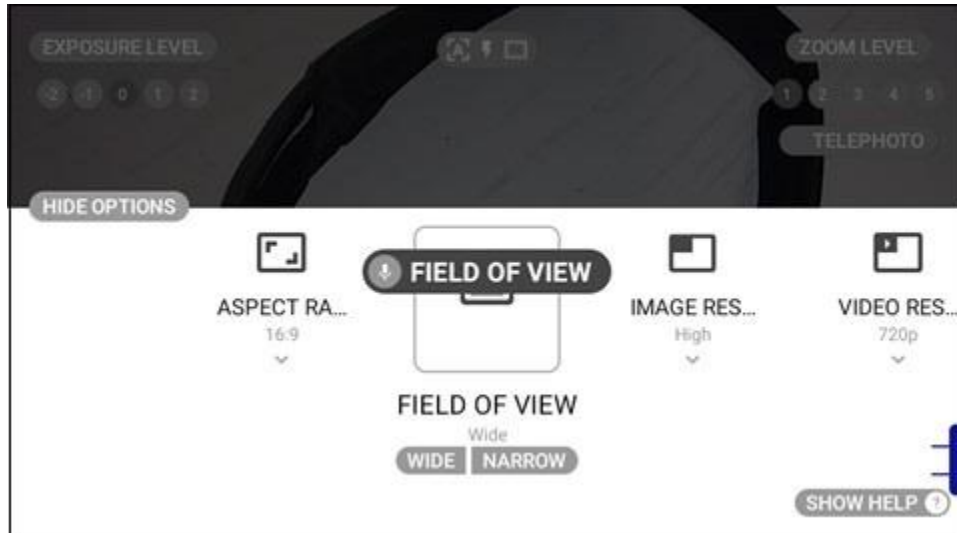 EXPOSURE LEVEL
ZOOM LEVEL
-2 -1 0 1 2
1 2 3 4 5
TELEPHOTO
HIDE OPTIONS
FIELD OF VIEW
ASPECT RA...
16:9
IMAGE RES...
High
VIDEO RES...
720p
FIELD OF VIEW
Wide
WIDE NARROW
SHOW HELP ?